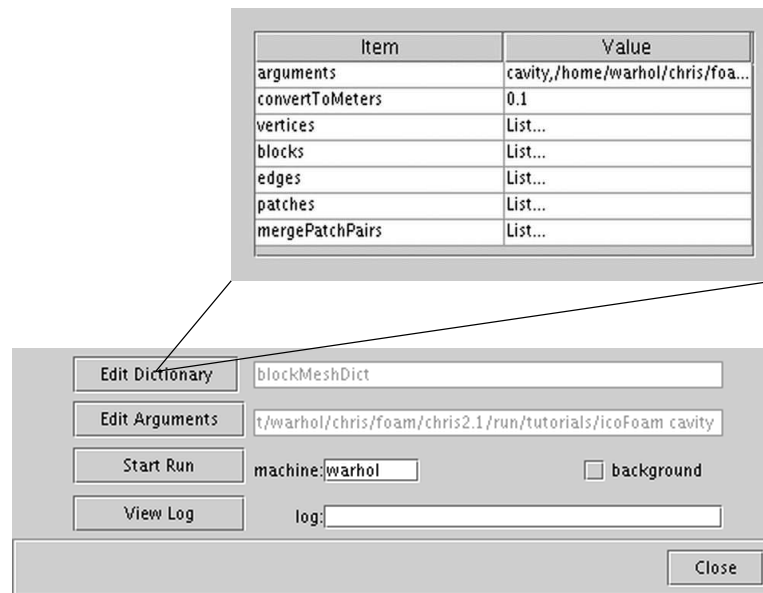 Item Value
arguments cavity,/home/warhol/chris/foa...
convertToMeters 0.1
vertices List...
blocks List...
edges List...
patches List...
mergePatchPairs List...
Edit Dictionary blockMeshDict
Edit Arguments t/warhol/chris/foam/chris2.1/run/tutorials/icoFoam cavity
Start Run machine: warhol background
View Log log:
Close